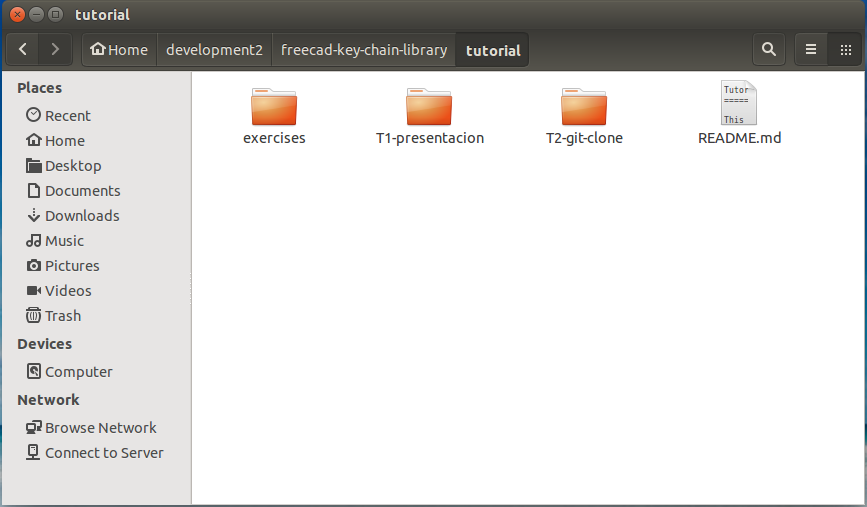 tutorial
Home development2 freecad-key-chain-library tutorial
Places
Recent
Home
Desktop
Documents
Downloads
Music
Pictures
Videos
Trash
Devices
Computer
Network
Browse Network
Connect to Server
exercises
T1-presentacion
T2-git-clone
Tutor
=====
This
README.md